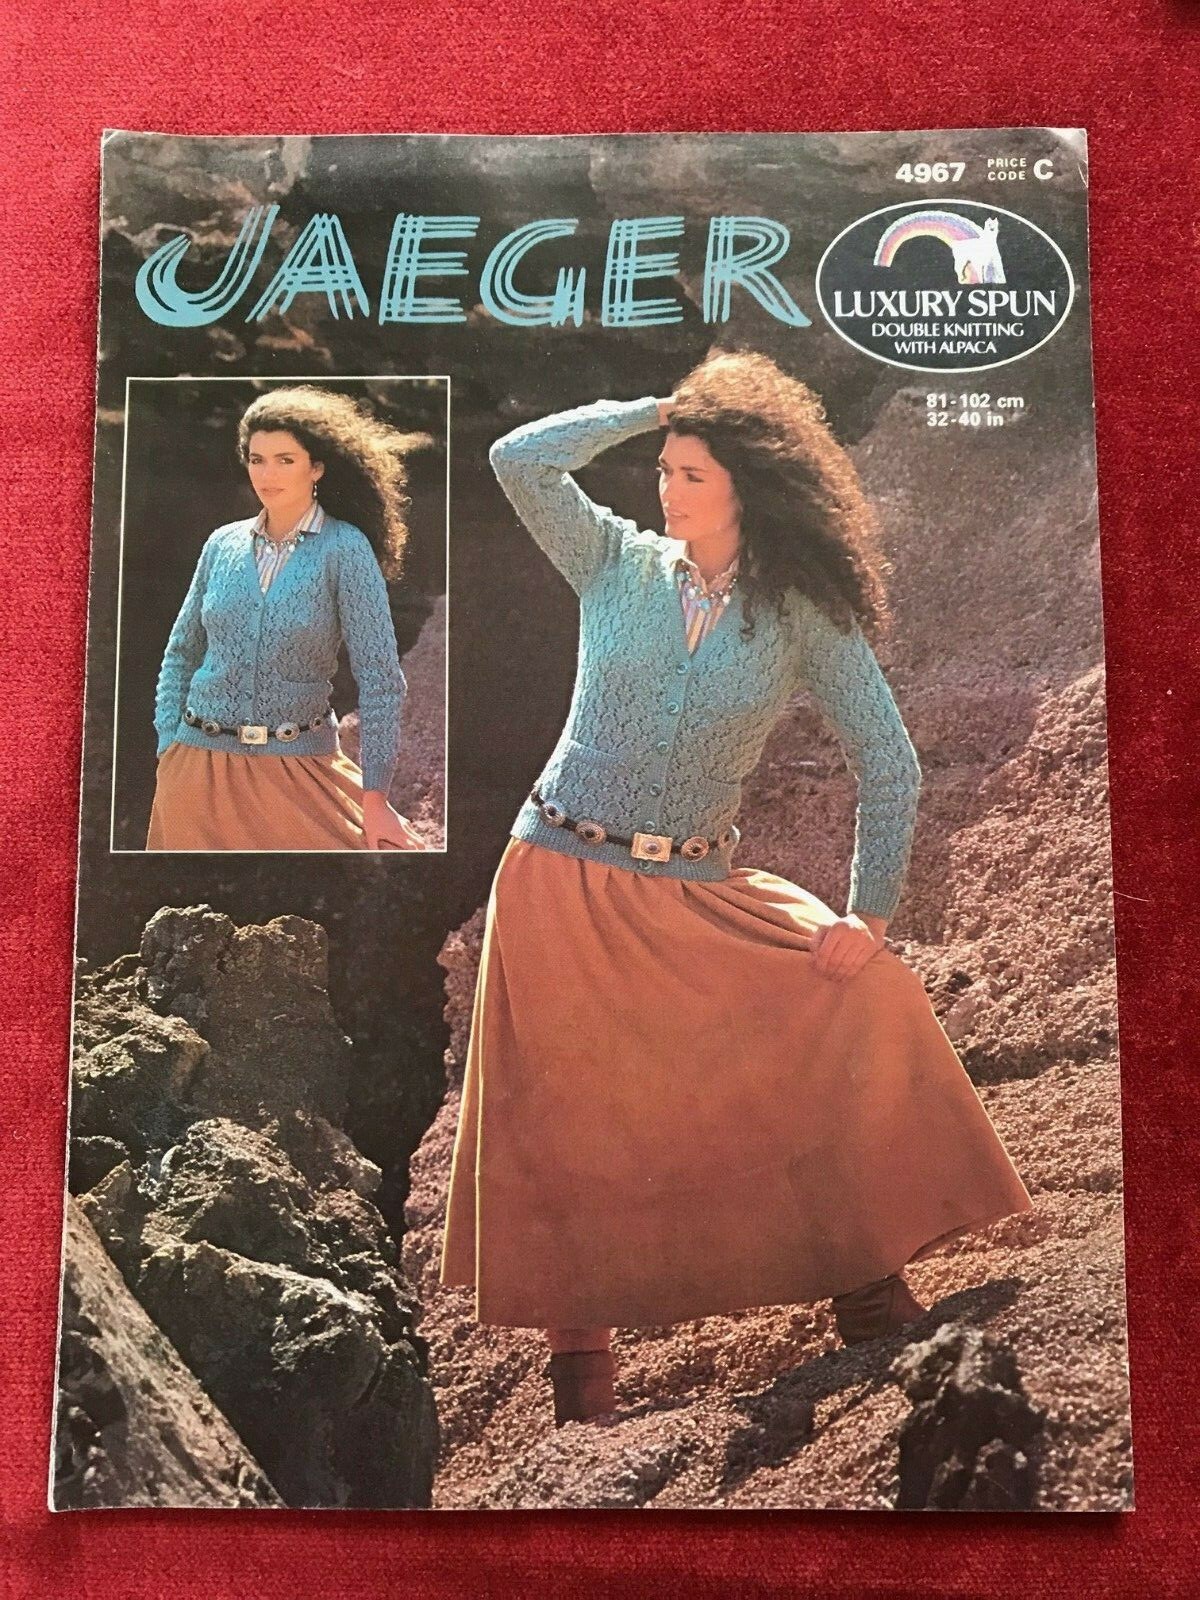 4967 PRICE CODE C
JAEGER
LUXURY SPUN
DOUBLE KNITTING
WITH ALPACA
81-102 cm
32-40 in